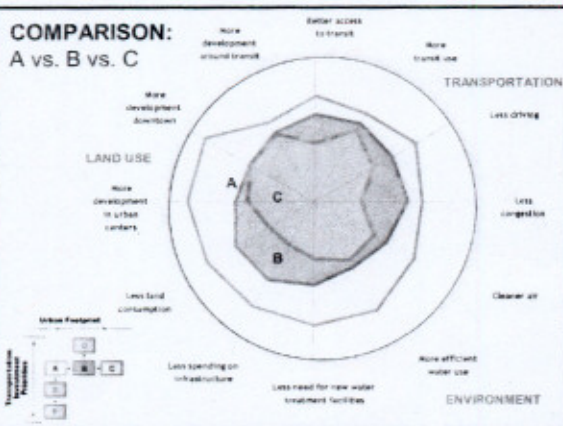 COMPARISON:
A vs. B vs. C
More
development
around transit
Better access
to transit
More
transit use
TRANSPORTATION
More
development
downtown
Less driving
LAND USE
A
C
B
More
development
in urban
centers
Less
congestion
Less land
consumption
Cleaner air
Less spending on
infrastructure
Less need for new water
treatment facilities
More efficient
water use
ENVIRONMENT
Urban Footprint
Transportation
Investment
A
B
C